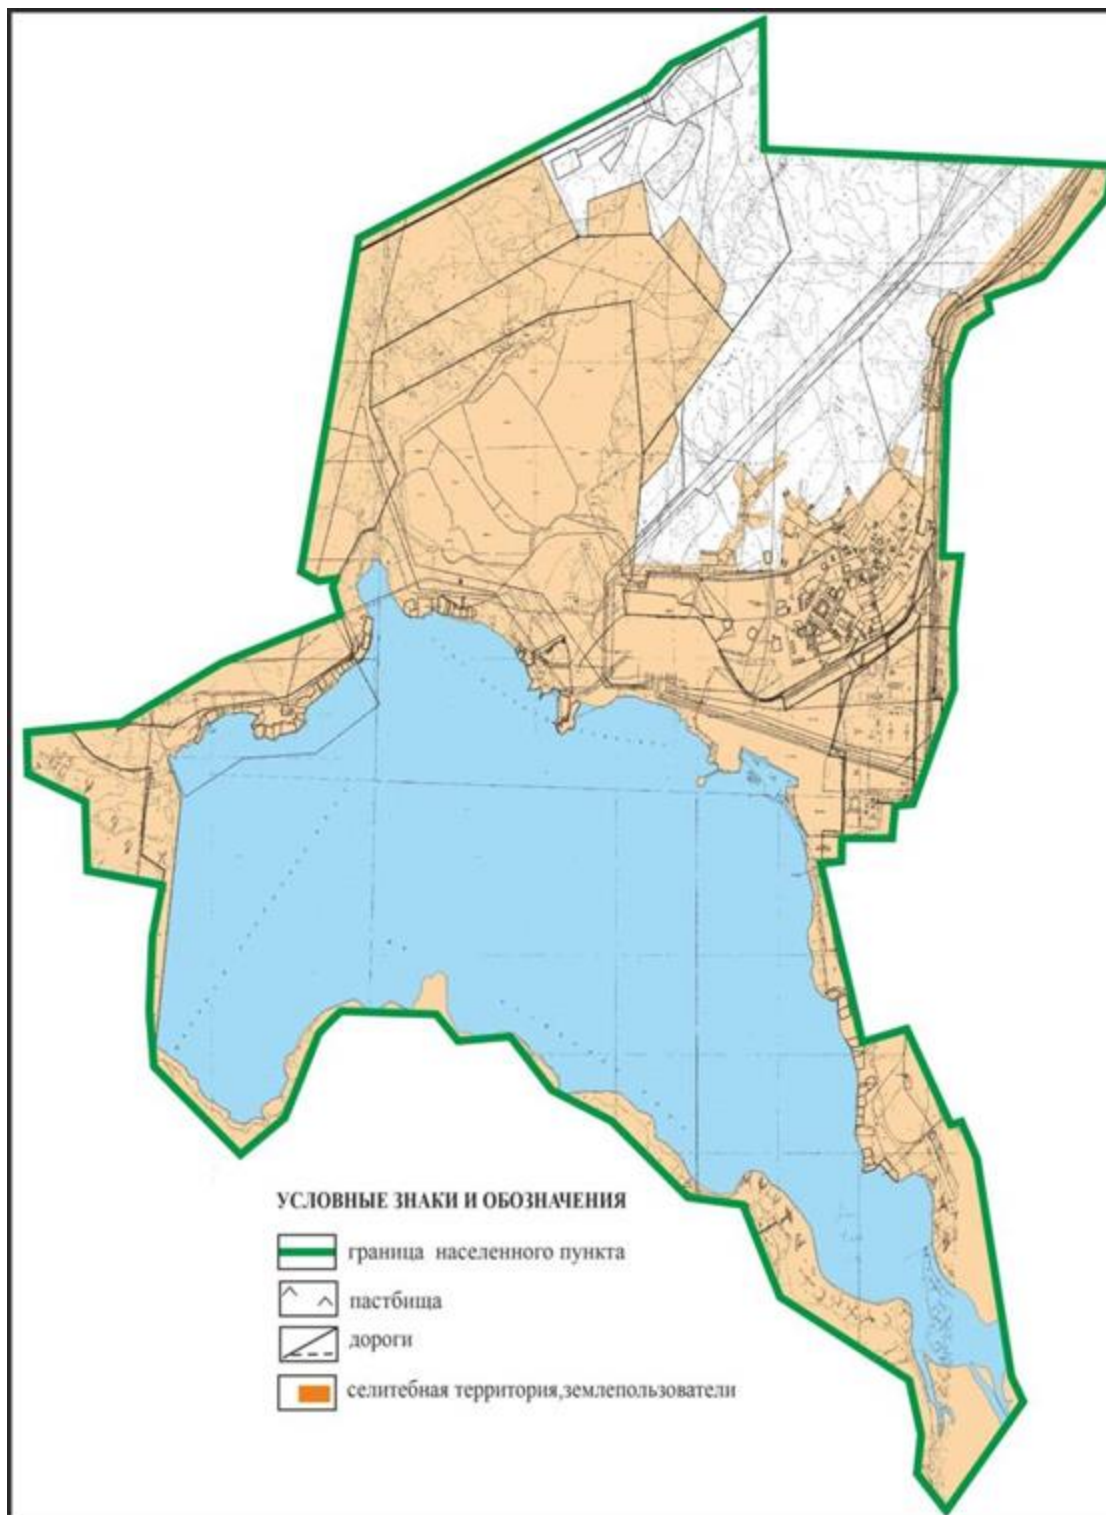 УСЛОВНЫЕ ЗНАКИ И ОБОЗНАЧЕНИЯ
граница населенного пункта
пастбища
дороги
селитебная территория,землепользователи